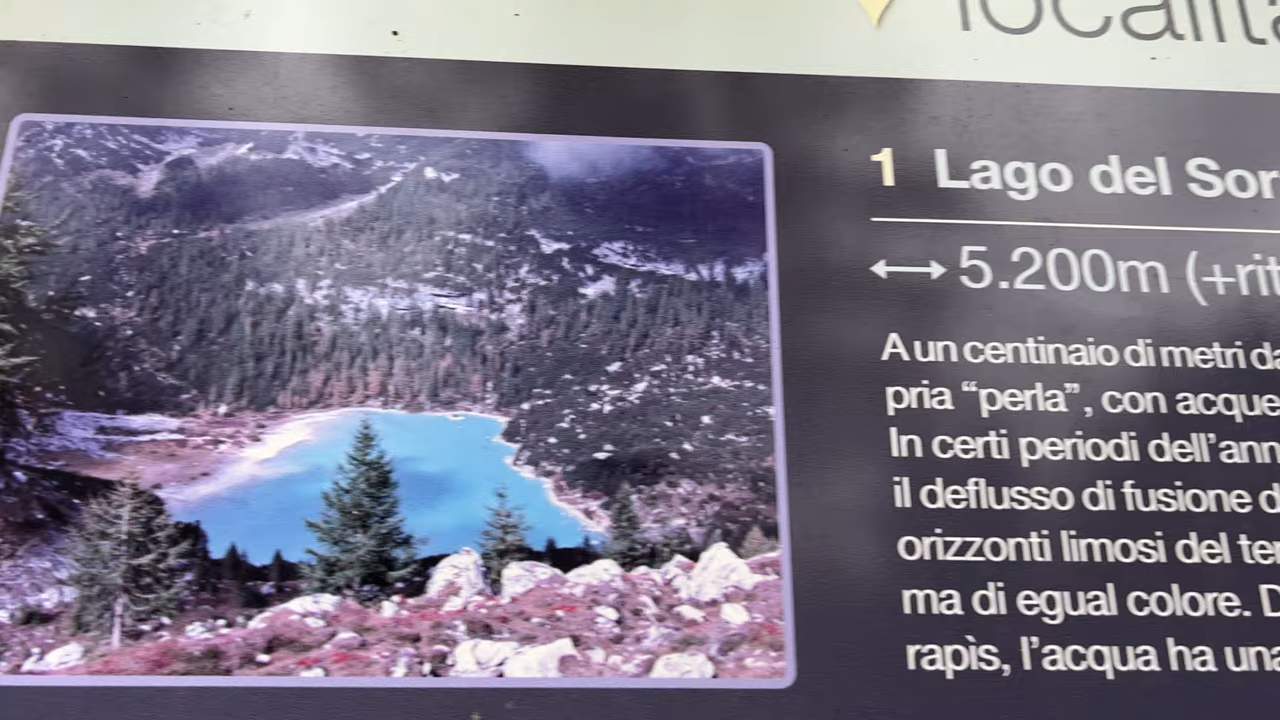 località
1 Lago del Sor
↔ 5.200m (+rit
A un centinaio di metri da
pria “perla”, con acque
In certi periodi dell’ann
il deflusso di fusione d
orizzonti limosi del ter
ma di egual colore. D
rapìs, l’acqua ha una